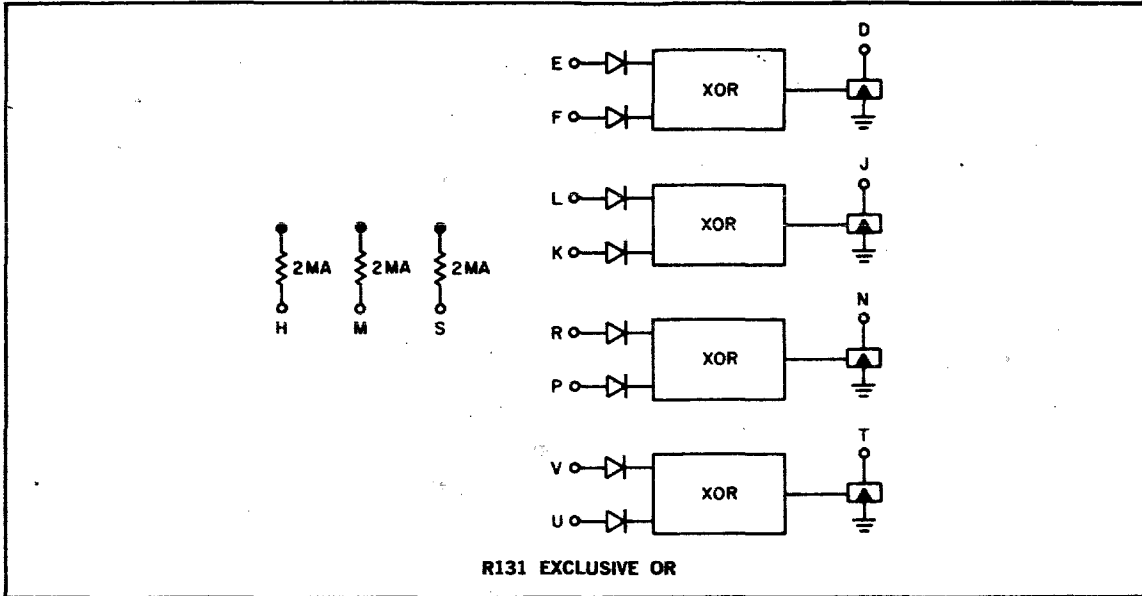 D
E
XOR
F
J
L
XOR
K
2MA 2MA 2MA
H M S
N
R
XOR
P
T
V
XOR
U
R131 EXCLUSIVE OR